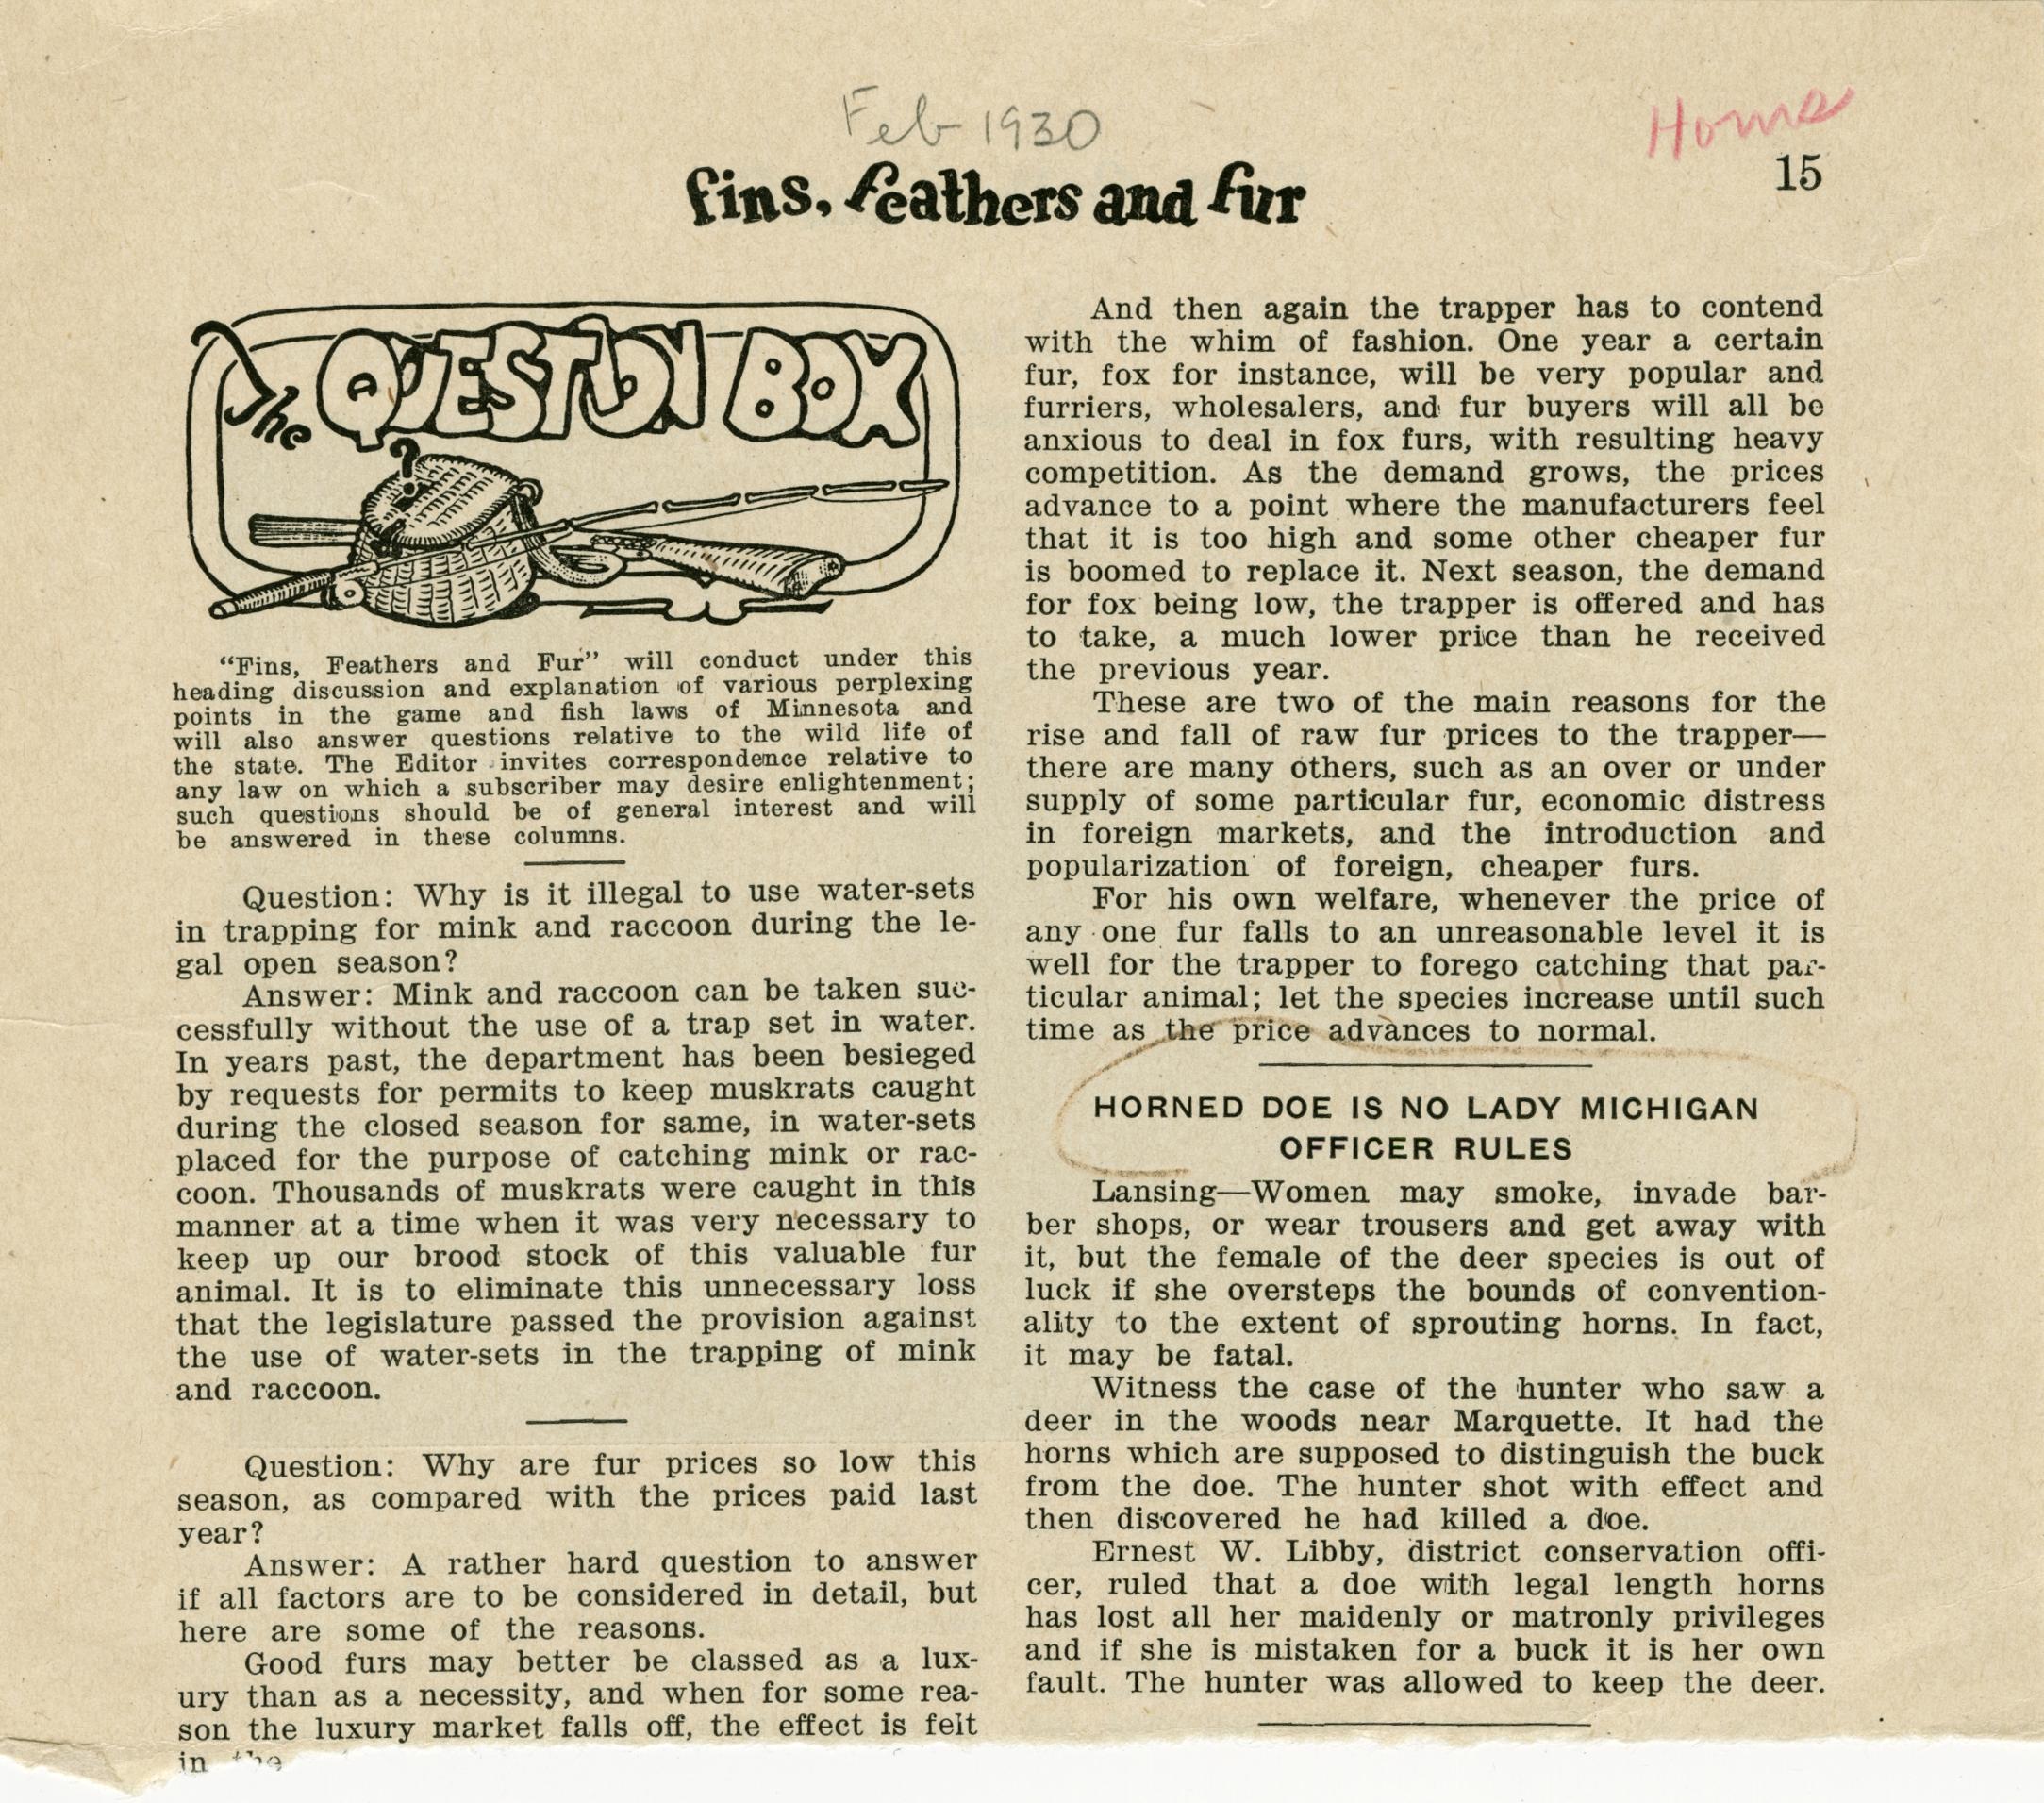 Feb 1930
Horns
15
Fins, Feathers and Fur
The QUESTION BOX
?
"Fins, Feathers and Fur" will conduct under this
heading discussion and explanation of various perplexing
points in the game and fish laws of Minnesota and
will also answer questions relative to the wild life of
the state. The Editor invites correspondence relative to
any law on which a subscriber may desire enlightenment;
such questions should be of general interest and will
be answered in these columns.
Question: Why is it illegal to use water-sets
in trapping for mink and raccoon during the le-
gal open season?
Answer: Mink and raccoon can be taken suc-
cessfully without the use of a trap set in water.
In years past, the department has been besieged
by requests for permits to keep muskrats caught
during the closed season for same, in water-sets
placed for the purpose of catching mink or rac-
coon. Thousands of muskrats were caught in this
manner at a time when it was very necessary to
keep up our brood stock of this valuable fur
animal. It is to eliminate this unnecessary loss
that the legislature passed the provision against
the use of water-sets in the trapping of mink
and raccoon.
Question: Why are fur prices so low this
season, as compared with the prices paid last
year?
Answer: A rather hard question to answer
if all factors are to be considered in detail, but
here are some of the reasons.
Good furs may better be classed as a lux-
ury than as a necessity, and when for some rea-
son the luxury market falls off, the effect is felt
in the
And then again the trapper has to contend
with the whim of fashion. One year a certain
fur, fox for instance, will be very popular and
furriers, wholesalers, and fur buyers will all be
anxious to deal in fox furs, with resulting heavy
competition. As the demand grows, the prices
advance to a point where the manufacturers feel
that it is too high and some other cheaper fur
is boomed to replace it. Next season, the demand
for fox being low, the trapper is offered and has
to take, a much lower price than he received
the previous year.
These are two of the main reasons for the
rise and fall of raw fur prices to the trapper—
there are many others, such as an over or under
supply of some particular fur, economic distress
in foreign markets, and the introduction and
popularization of foreign, cheaper furs.
For his own welfare, whenever the price of
any one fur falls to an unreasonable level it is
well for the trapper to forego catching that par-
ticular animal; let the species increase until such
time as the price advances to normal.
HORNED DOE IS NO LADY MICHIGAN
OFFICER RULES
Lansing—Women may smoke, invade bar-
ber shops, or wear trousers and get away with
it, but the female of the deer species is out of
luck if she oversteps the bounds of convention-
ality to the extent of sprouting horns. In fact,
it may be fatal.
Witness the case of the hunter who saw a
deer in the woods near Marquette. It had the
horns which are supposed to distinguish the buck
from the doe. The hunter shot with effect and
then discovered he had killed a doe.
Ernest W. Libby, district conservation offi-
cer, ruled that a doe with legal length horns
has lost all her maidenly or matronly privileges
and if she is mistaken for a buck it is her own
fault. The hunter was allowed to keep the deer.